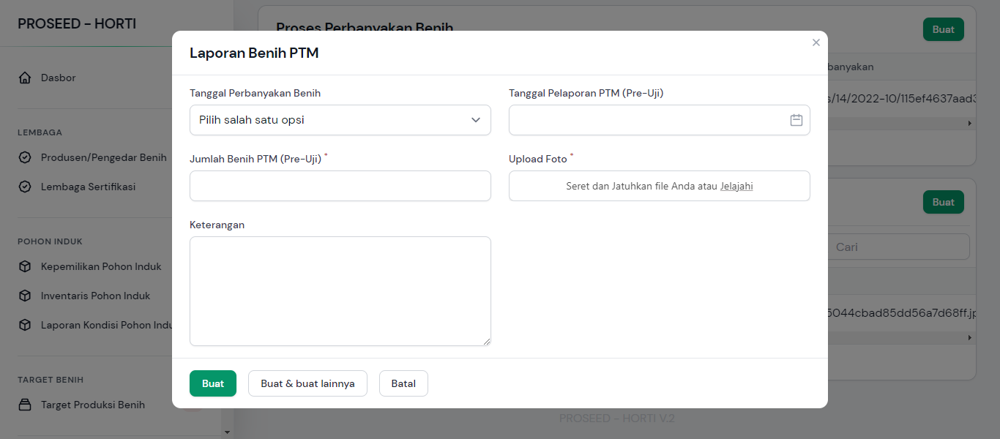 PROSEED - HORTI
Dasbor
LEMBAGA
Produsen/Pengedar Benih
Lembaga Sertifikasi
POHON INDUK
Kepemilikan Pohon Induk
Inventaris Pohon Induk
Laporan Kondisi Pohon Indu
TARGET BENIH
Target Produksi Benih
Proses Perbanyakan Benih
Buat
banyakan
s/14/2022-10/115ef4637aad3
Buat
Cari
5044cbad85dd56a7d68ff.jp
Laporan Benih PTM
Tanggal Perbanyakan Benih
Pilih salah satu opsi
Tanggal Pelaporan PTM (Pre-Uji)
Jumlah Benih PTM (Pre-Uji) *
Upload Foto *
Seret dan Jatuhkan file Anda atau Jelajahi
Keterangan
Buat
Buat & buat lainnya
Batal
PROSEED - HORTI V.2